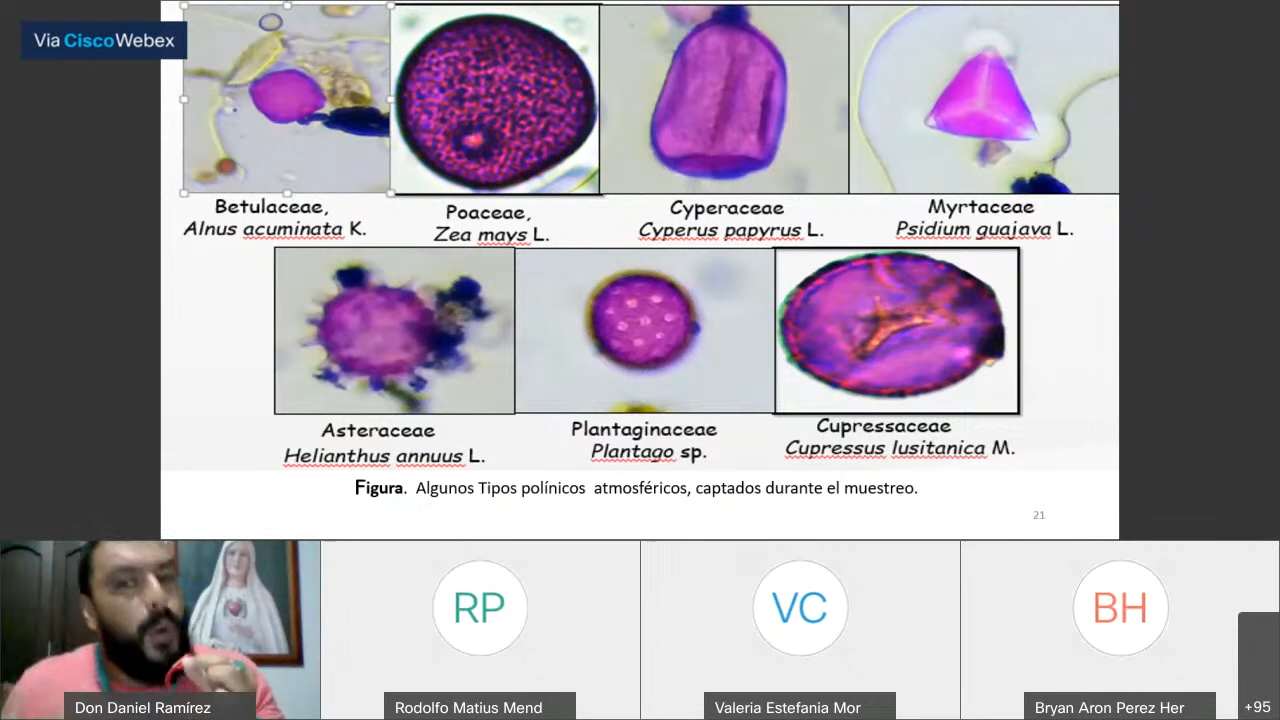 Via CiscoWebex
Betulaceae,
Alnus acuminata K.
Poaceae,
Zea mays L.
Cyperaceae
Cyperus papyrus L.
Myrtaceae
Psidium guajava L.
Asteraceae
Helianthus annuus L.
Plantaginaceae
Plantago sp.
Cupressaceae
Cupressus lusitanica M.
Figura. Algunos Tipos polínicos atmosféricos, captados durante el muestreo.
21
RP
VC
BH
Don Daniel Ramírez
Rodolfo Matius Mend
Valeria Estefania Mor
Bryan Aron Perez Her
+95